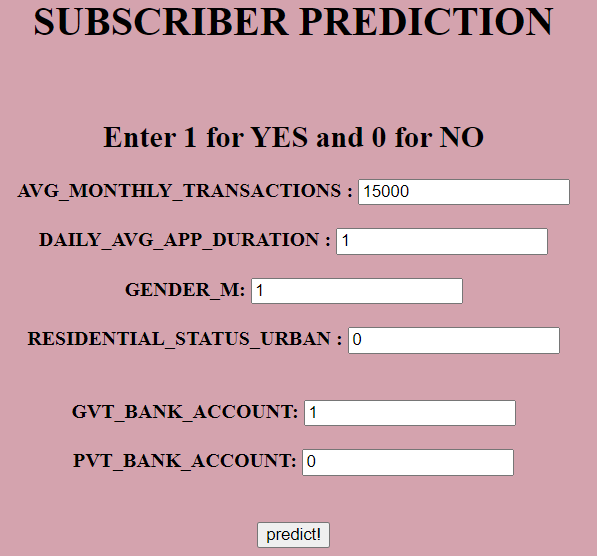 SUBSCRIBER PREDICTION
Enter 1 for YES and 0 for NO
AVG_MONTHLY_TRANSACTIONS : 15000
DAILY_AVG_APP_DURATION : 1
GENDER_M: 1
RESIDENTIAL_STATUS_URBAN : 0
GVT_BANK_ACCOUNT: 1
PVT_BANK_ACCOUNT: 0
predict!